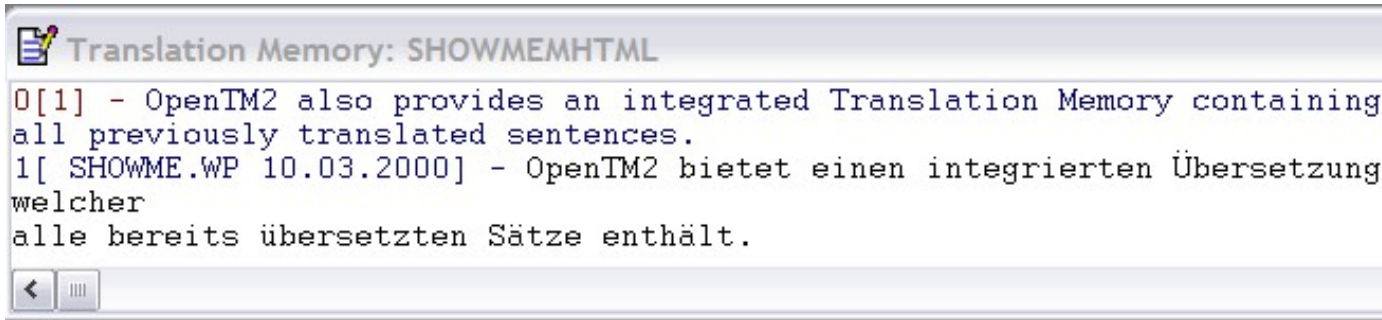 Translation Memory: SHOWMEMHTML
0[1] - OpenTM2 also provides an integrated Translation Memory containing
all previously translated sentences.
1[ SHOWME.WP 10.03.2000] - OpenTM2 bietet einen integrierten Übersetzung
welcher
alle bereits übersetzten Sätze enthält.